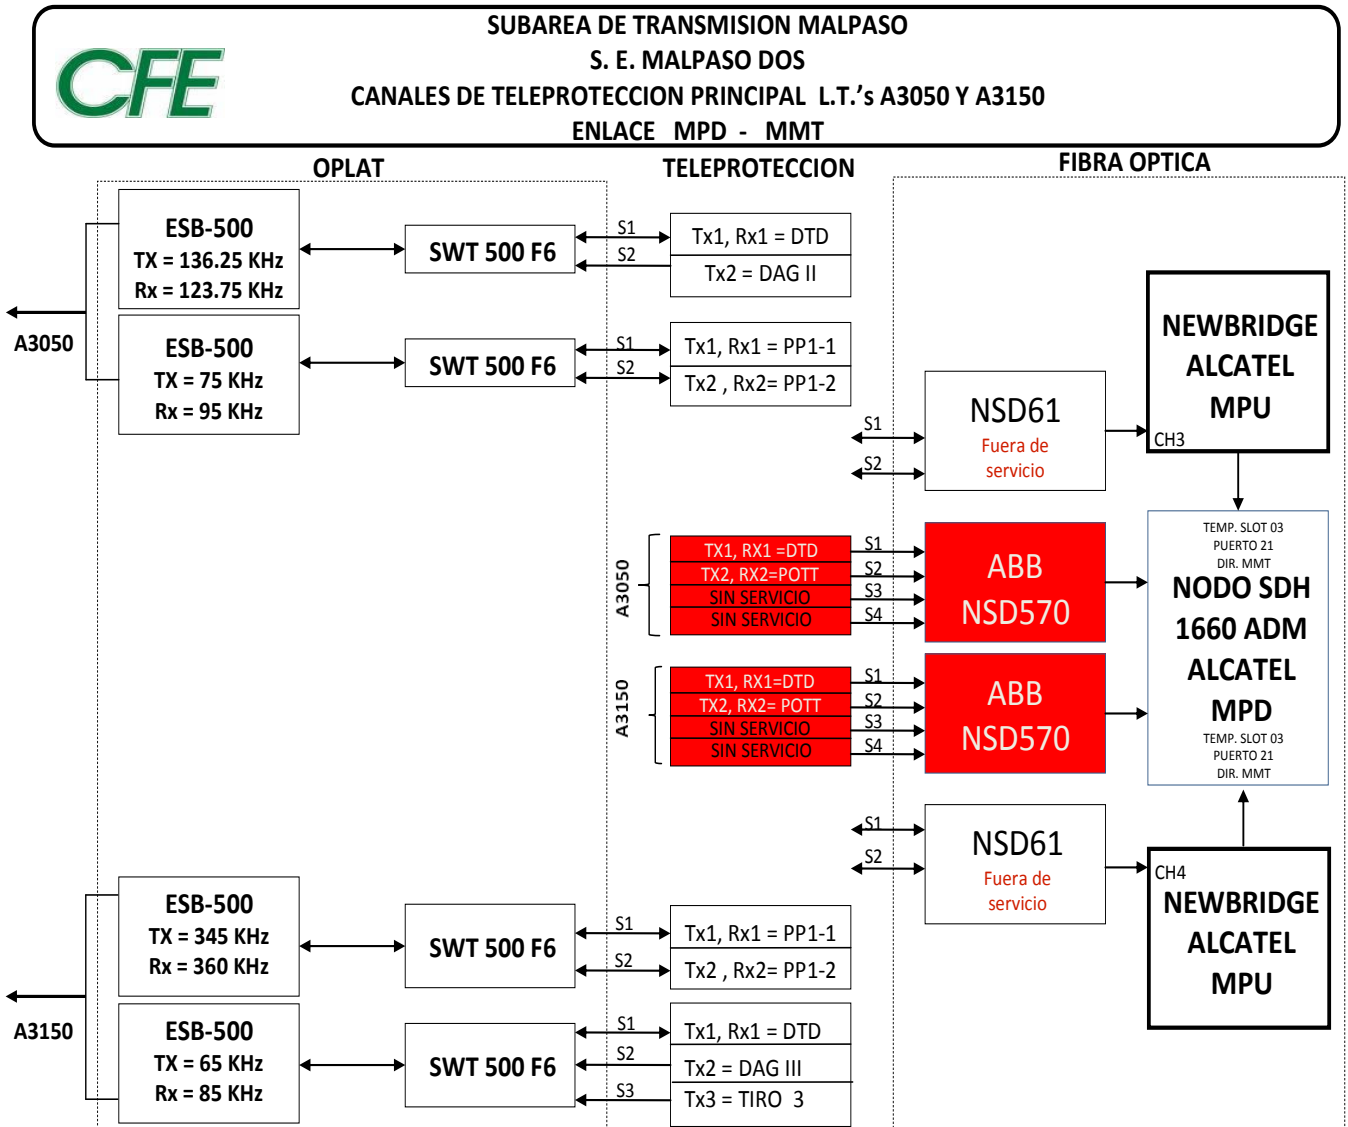 SUBAREA DE TRANSMISION MALPASO
S. E. MALPASO DOS
CANALES DE TELEPROTECCION PRINCIPAL L.T.'s A3050 Y A3150
ENLACE MPD - MMT
CFE
OPLAT
TELEPROTECCION
FIBRA OPTICA
ESB-500
TX = 136.25 KHz
Rx = 123.75 KHz
SWT 500 F6
S1
S2
Tx1, Rx1 = DTD
Tx2 = DAG II
A3050
ESB-500
TX = 75 KHz
Rx = 95 KHz
SWT 500 F6
S1
S2
Tx1, Rx1 = PP1-1
Tx2 , Rx2= PP1-2
S1
S2
NSD61
Fuera de
servicio
NEWBRIDGE
ALCATEL
MPU
CH3
A3050
TX1, RX1 =DTD
TX2, RX2=POTT
SIN SERVICIO
SIN SERVICIO
S1
S2
S3
S4
ABB
NSD570
TEMP. SLOT 03
PUERTO 21
DIR. MMT
NODO SDH
1660 ADM
ALCATEL
MPD
TEMP. SLOT 03
PUERTO 21
DIR. MMT
A3150
TX1, RX1=DTD
TX2, RX2= POTT
SIN SERVICIO
SIN SERVICIO
S1
S2
S3
S4
ABB
NSD570
S1
S2
NSD61
Fuera de
servicio
CH4
NEWBRIDGE
ALCATEL
MPU
ESB-500
TX = 345 KHz
Rx = 360 KHz
SWT 500 F6
S1
S2
Tx1, Rx1 = PP1-1
Tx2 , Rx2= PP1-2
A3150
ESB-500
TX = 65 KHz
Rx = 85 KHz
SWT 500 F6
S1
S2
S3
Tx1, Rx1 = DTD
Tx2 = DAG III
Tx3 = TIRO 3